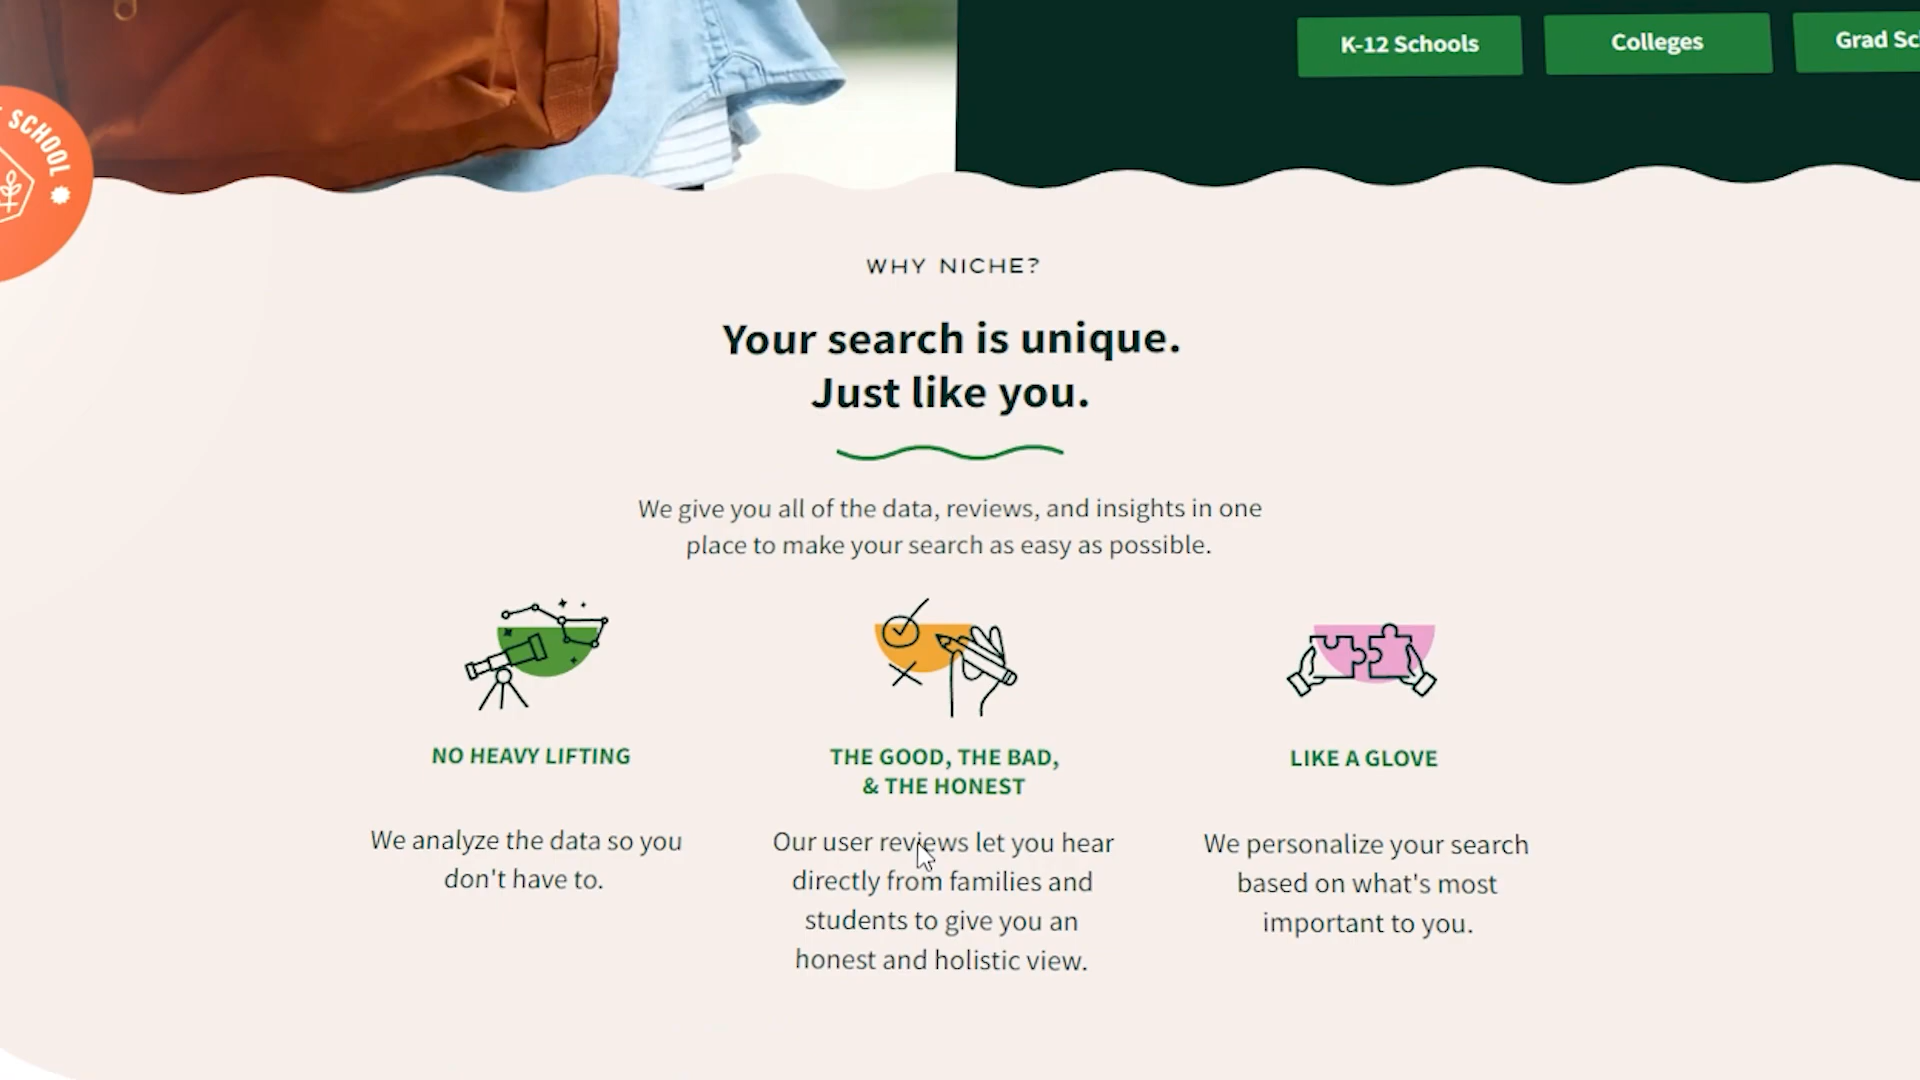 K-12 Schools
Colleges
Grad
SCHOOL
WHY NICHE?
Your search is unique.
Just like you.
We give you all of the data, reviews, and insights in one
place to make your search as easy as possible.
NO HEAVY LIFTING
We analyze the data so you
don't have to.
THE GOOD, THE BAD,
& THE HONEST
Our user reviews let you hear
directly from families and
students to give you an
honest and holistic view.
LIKE A GLOVE
We personalize your search
based on what's most
important to you.